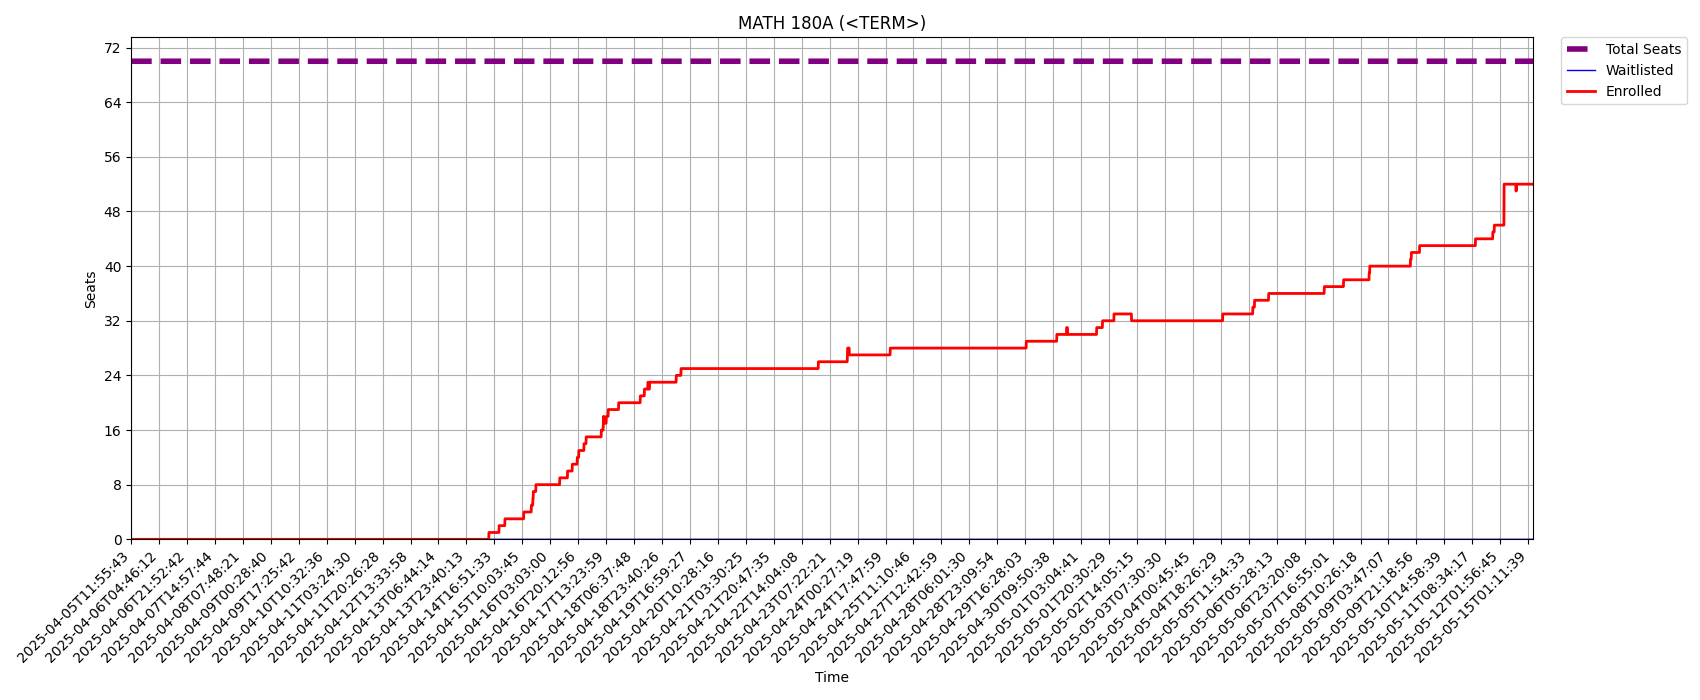 MATH 180A (<TERM>)
Total Seats
Waitlisted
Enrolled
72
64
56
48
40
32
24
16
8
0
Seats
2025-04-05T11:55:43
2025-04-06T04:46:12
2025-04-06T21:52:42
2025-04-07T14:57:44
2025-04-08T07:48:21
2025-04-09T00:28:40
2025-04-09T17:25:42
2025-04-10T10:32:36
2025-04-11T03:24:30
2025-04-11T20:26:28
2025-04-12T13:33:58
2025-04-13T06:44:14
2025-04-13T23:40:13
2025-04-14T16:51:33
2025-04-15T10:03:45
2025-04-16T03:03:00
2025-04-16T20:12:56
2025-04-17T13:23:59
2025-04-18T06:37:48
2025-04-18T23:40:26
2025-04-19T16:59:27
2025-04-20T10:28:16
2025-04-21T03:30:25
2025-04-21T20:47:35
2025-04-22T14:04:08
2025-04-23T07:22:21
2025-04-24T00:27:19
2025-04-24T17:47:59
2025-04-25T11:10:46
2025-04-27T12:42:59
2025-04-28T06:01:30
2025-04-28T23:09:54
2025-04-29T16:28:03
2025-04-30T09:50:38
2025-05-01T03:04:41
2025-05-01T20:30:29
2025-05-02T14:05:15
2025-05-03T07:30:30
2025-05-04T00:45:45
2025-05-04T18:26:29
2025-05-05T11:54:33
2025-05-06T05:28:13
2025-05-06T23:20:08
2025-05-07T16:55:01
2025-05-08T10:26:18
2025-05-09T03:47:07
2025-05-09T21:18:56
2025-05-10T14:58:39
2025-05-11T08:34:17
2025-05-12T01:56:45
2025-05-15T01:11:39
Time